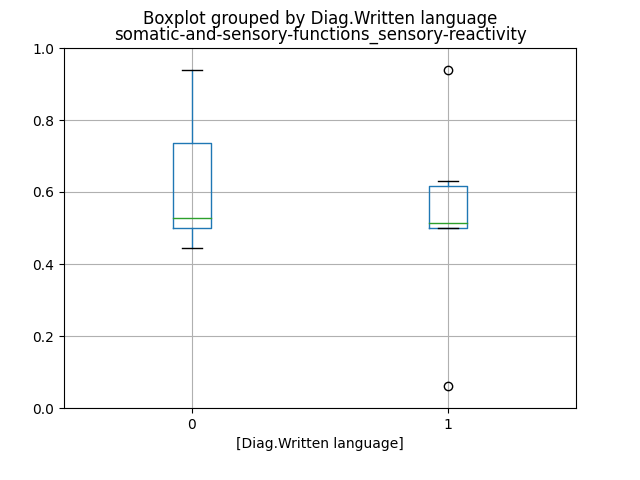 Boxplot grouped by Diag.Written language
somatic-and-sensory-functions_sensory-reactivity
1.0
0.8
0.6
0.4
0.2
0.0
0 1
[Diag.Written language]